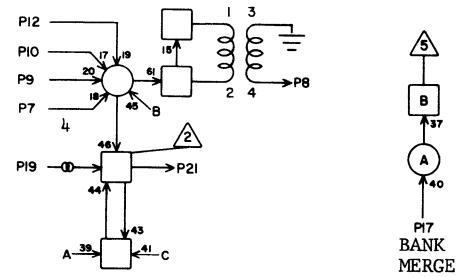 P12
1 3
P10 17 19 15
P9 20 61
2 4 P8
P7 18 45 B
4
5
B
37
46 2
A
P19 P21
44 40
43
A 39 41 C
P17
BANK
MERGE